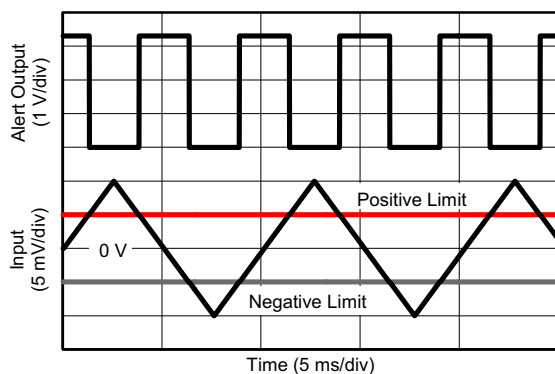 Alert Output
(1 V/div)
Positive Limit
Input
(5 mV/div)
0 V
Negative Limit
Time (5 ms/div)